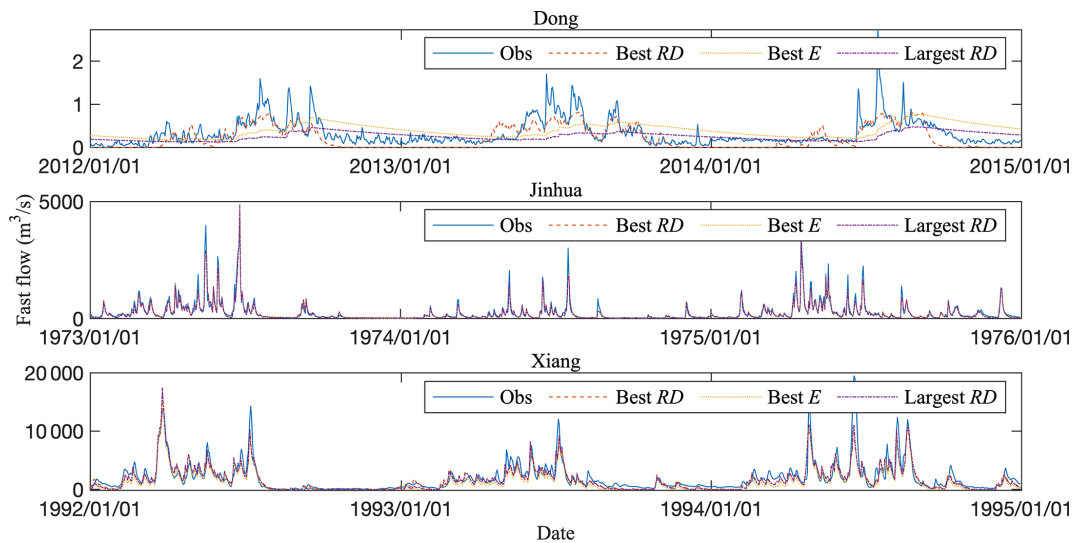 Dong
Obs Best RD Best E Largest RD
2
1
0
2012/01/01 2013/01/01 2014/01/01 2015/01/01
Jinhua
Fast flow (m³/s)
5000
Obs Best RD Best E Largest RD
0
1973/01/01 1974/01/01 1975/01/01 1976/01/01
Xiang
20 000
Obs Best RD Best E Largest RD
10 000
0
1992/01/01 1993/01/01 1994/01/01 1995/01/01
Date